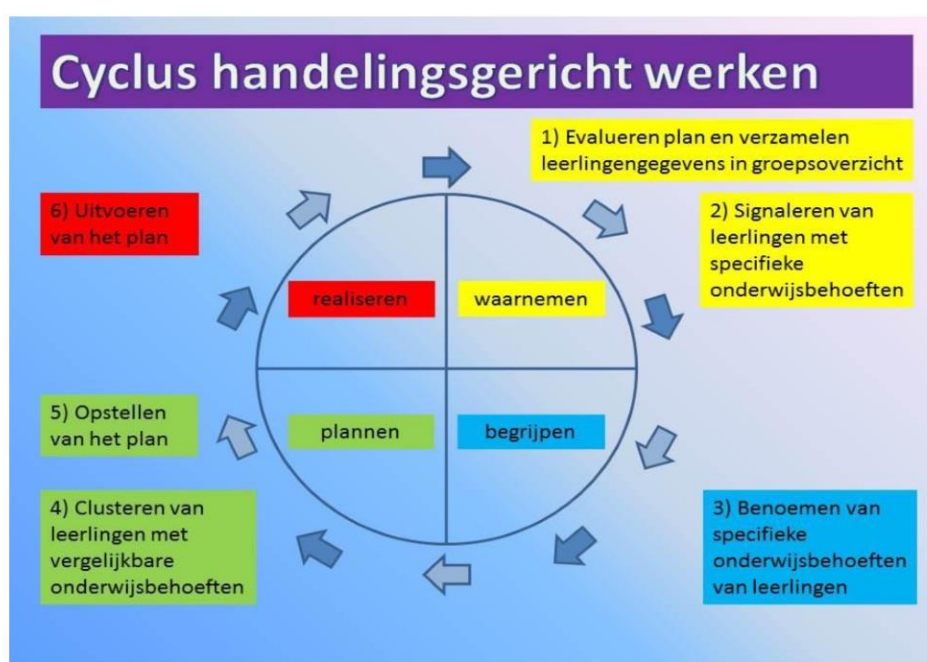 Cyclus handelingsgericht werken
1) Evalueren plan en verzamelen
leerlingengegevens in groepsoverzicht
2) Signaleren van
leerlingen met
specifieke
onderwijsbehoeften
3) Benoemen van
specifieke
onderwijsbehoeften
van leerlingen
4) Clusteren van
leerlingen met
vergelijkbare
onderwijsbehoeften
5) Opstellen
van het plan
6) Uitvoeren
van het plan
realiseren
waarnemen
plannen
begrijpen